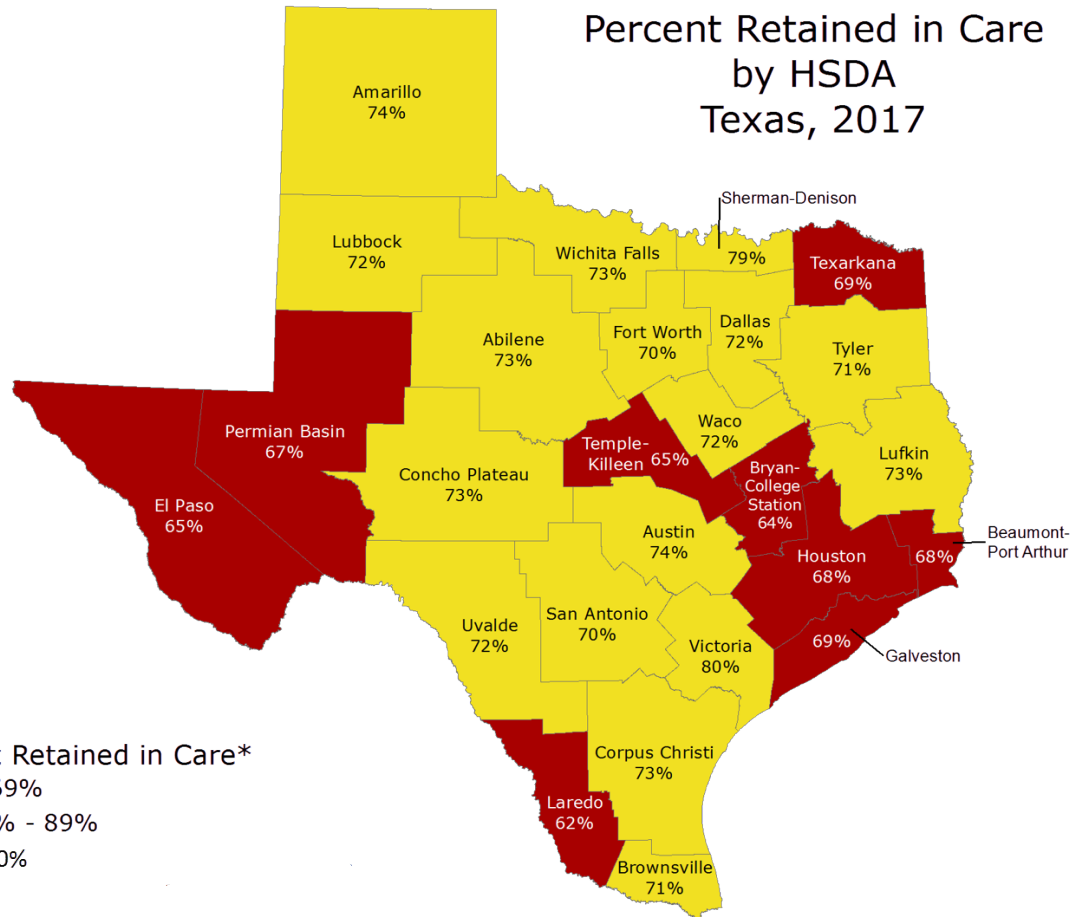 Percent Retained in Care
by HSDA
Texas, 2017
Amarillo
74%
Sherman-Denison
Lubbock
72%
Wichita Falls
73%
79%
Texarkana
69%
Abilene
73%
Fort Worth
70%
Dallas
72%
Tyler
71%
Permian Basin
67%
Waco
72%
Temple-
Killeen 65%
Lufkin
73%
Bryan-
College
Station
64%
Concho Plateau
73%
El Paso
65%
Austin
74%
Houston
68%
68%
Beaumont-
Port Arthur
Uvalde
72%
San Antonio
70%
Victoria
80%
69%
Galveston
Corpus Christi
73%
Laredo
62%
Brownsville
71%
Retained in Care*
% - 89%